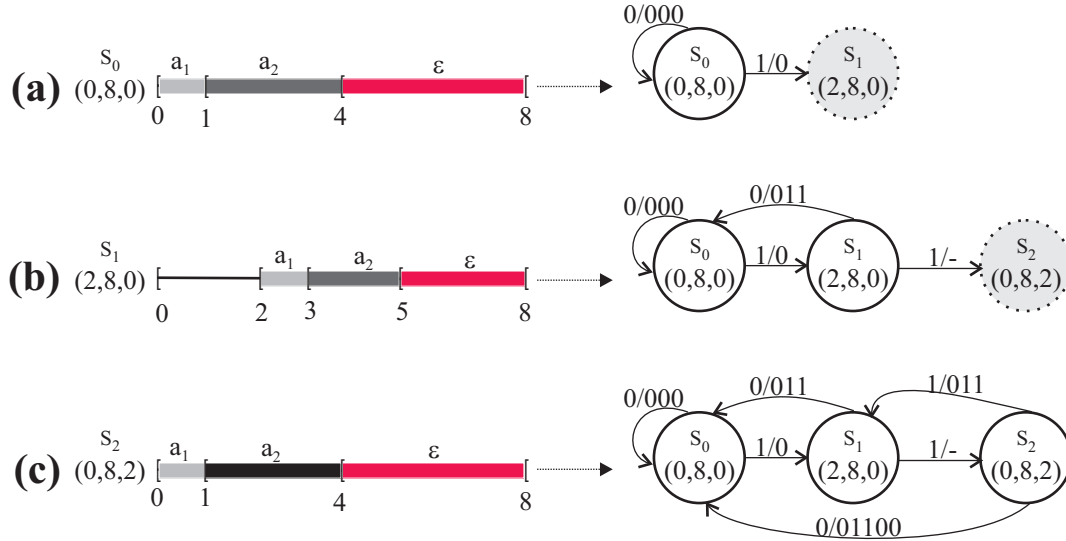 0/000
S₀ a₁ a₂ ε
(a) (0,8,0) 0 1 4 8
S₀ (0,8,0) 1/0 S₁ (2,8,0)
0/000 0/011
S₁ a₁ a₂ ε
(b) (2,8,0) 0 2 3 5 8
S₀ (0,8,0) 1/0 S₁ (2,8,0) 1/- S₂ (0,8,2)
0/000 0/011 1/011
S₂ a₁ a₂ ε
(c) (0,8,2) 0 1 4 8
S₀ (0,8,0) 1/0 S₁ (2,8,0) 1/- S₂ (0,8,2)
0/01100